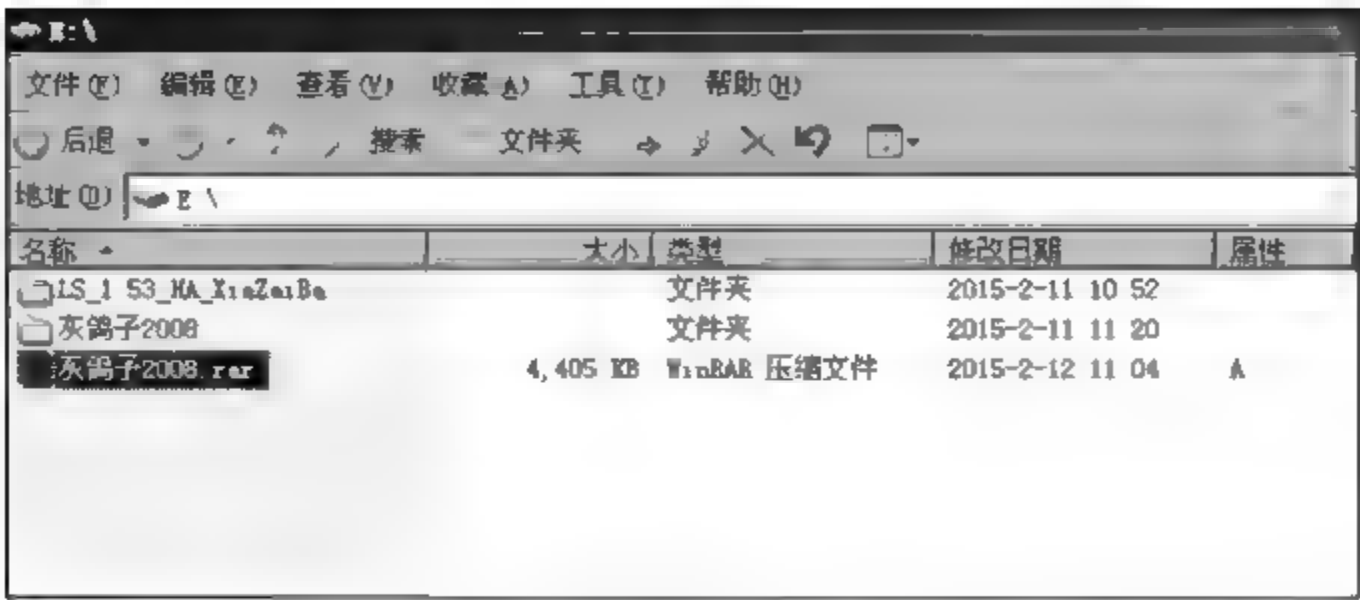 E:\
文件(F) 编辑(E) 查看(V) 收藏(A) 工具(T) 帮助(H)
后退 搜索 文件夹
地址(D) E \
名称 大小 类型 修改日期 属性
LS_1 53_HA_XiaZaiBa 文件夹 2015-2-11 10 52
灰鸽子2008 文件夹 2015-2-11 11 20
灰鸽子2008.rar 4,405 KB WinRAR 压缩文件 2015-2-12 11 04 A